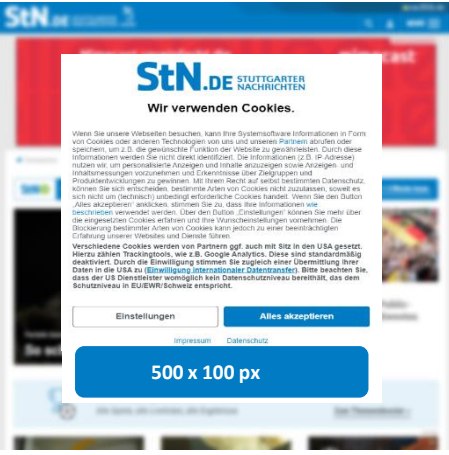 StN.DE
StN.DE STUTTGARTER
NACHRICHTEN
Wir verwenden Cookies.
Wenn Sie unsere Webseiten besuchen, kann Ihre Systemsoftware Informationen in Form
von Cookies oder anderen Technologien von uns und unseren Partnern abrufen oder
speichern, um z.B. die gewünschte Funktion der Website zu gewährleisten. Durch diese
Informationen werden Sie nicht direkt identifiziert. Die Informationen (z.B. IP-Adresse)
nutzen wir, um personalisierte Anzeigen und Inhalte anzuzeigen sowie Anzeigen- und
Inhaltsmessungen vorzunehmen und Erkenntnisse über Zielgruppen und
Produktentwicklungen zu gewinnen. Mit Ihrem Recht auf selbst bestimmten Datenschutz,
können Sie sich entscheiden, bestimmte Arten von Cookies nicht zuzulassen, soweit es
sich nicht um (technisch) unbedingt erforderliche Cookies handelt. Wenn Sie den Button
„Alles akzeptieren“ anklicken, stimmen Sie zu, dass Ihre Informationen wie
beschrieben verwendet werden. Über den Button „Einstellungen“ können Sie mehr über
die eingesetzten Cookies erfahren und Ihre Wunscheinstellungen vornehmen. Die
Blockierung bestimmter Arten von Cookies kann jedoch zu einer beeinträchtigten
Erfahrung unserer Websites und Dienste führen.
Verschiedene Cookies werden von Partnern ggf. auch mit Sitz in den USA gesetzt.
Hierzu zählen Trackingtools, wie z.B. Google Analytics. Diese sind standardmäßig
deaktiviert. Durch die Einwilligung stimmen Sie zugleich einer Übermittlung Ihrer
Daten in die USA zu (Einwilligung internationaler Datentransfer). Bitte beachten Sie,
dass der US Dienstleister womöglich kein Datenschutzniveau bereithält, das dem
Schutzniveau in EU/EWR/Schweiz entspricht.
Einstellungen Alles akzeptieren
Impressum Datenschutz
500 x 100 px